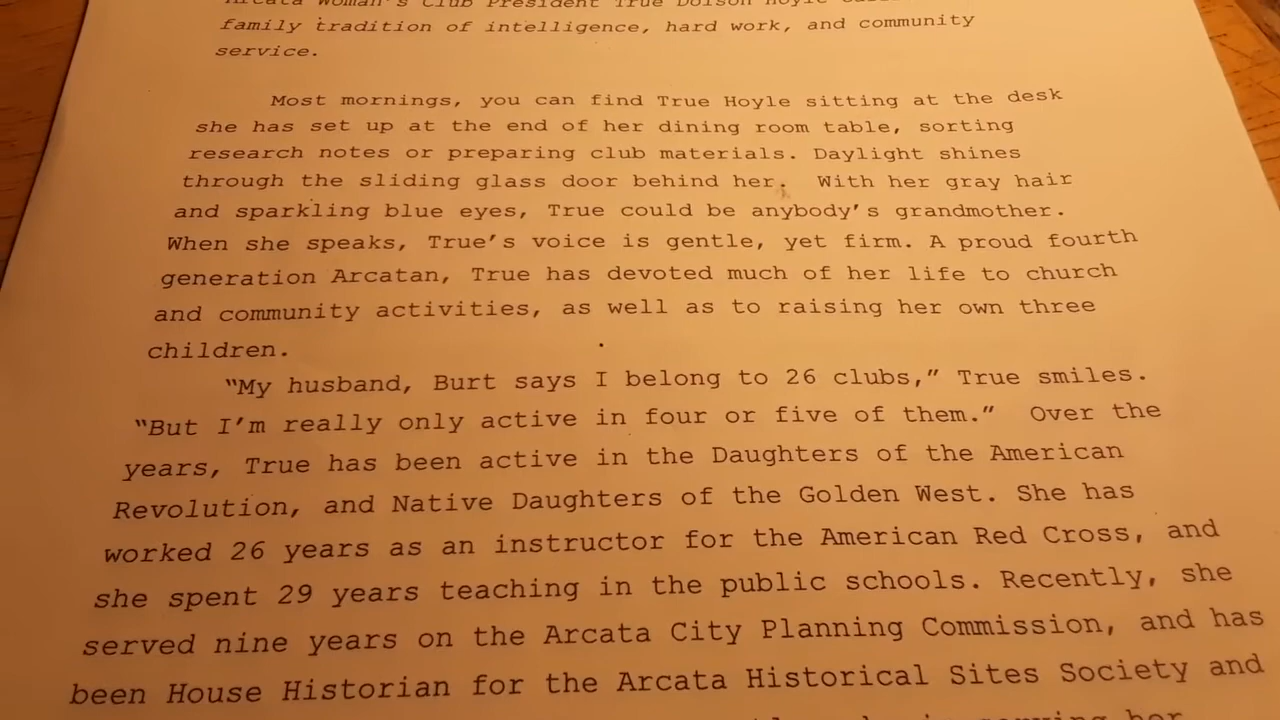 Arcata Woman's Club President True Dolson Hoyle
family tradition of intelligence, hard work, and community
service.
Most mornings, you can find True Hoyle sitting at the desk
she has set up at the end of her dining room table, sorting
research notes or preparing club materials. Daylight shines
through the sliding glass door behind her. With her gray hair
and sparkling blue eyes, True could be anybody's grandmother.
When she speaks, True's voice is gentle, yet firm. A proud fourth
generation Arcatan, True has devoted much of her life to church
and community activities, as well as to raising her own three
children.
“My husband, Burt says I belong to 26 clubs,” True smiles.
“But I'm really only active in four or five of them.” Over the
years, True has been active in the Daughters of the American
Revolution, and Native Daughters of the Golden West. She has
worked 26 years as an instructor for the American Red Cross, and
she spent 29 years teaching in the public schools. Recently, she
served nine years on the Arcata City Planning Commission, and has
been House Historian for the Arcata Historical Sites Society and
serving her